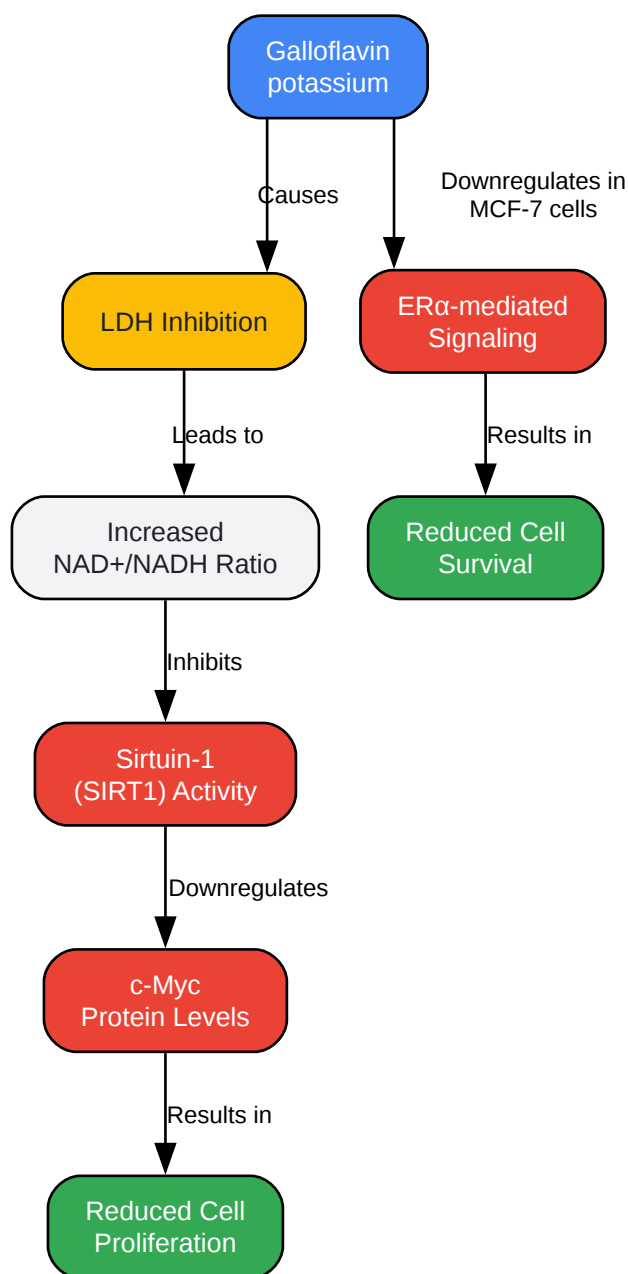 Galloflavin
potassium
Causes
Downregulates in
MCF-7 cells
LDH Inhibition
ERα-mediated
Signaling
Leads to
Results in
Increased
NAD+/NADH Ratio
Reduced Cell
Survival
Inhibits
Sirtuin-1
(SIRT1) Activity
Downregulates
c-Myc
Protein Levels
Results in
Reduced Cell
Proliferation